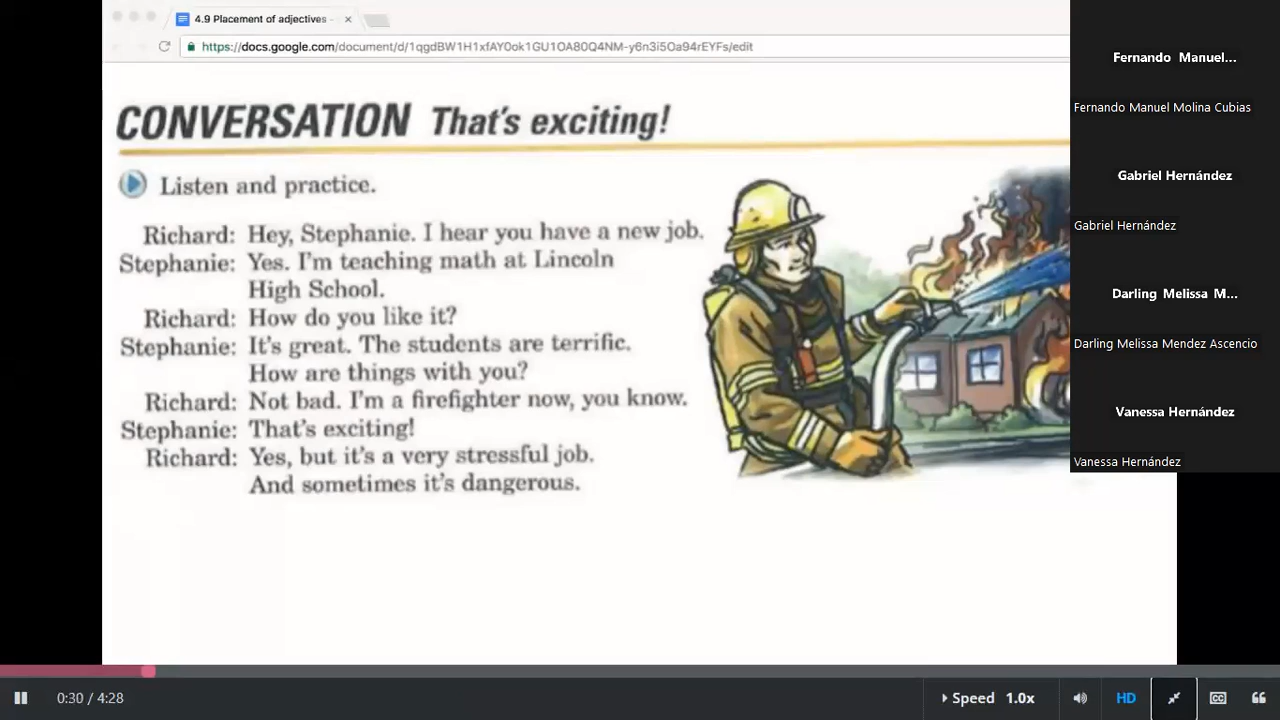 4.9 Placement of adjectives -
https://docs.google.com/document/d/1qgdBW1H1xfAY0ok1GU1OA80Q4NM-y6n3i5Oa94rEYFs/edit
CONVERSATION That's exciting!
Listen and practice.
Richard: Hey, Stephanie. I hear you have a new job.
Stephanie: Yes. I'm teaching math at Lincoln
High School.
Richard: How do you like it?
Stephanie: It's great. The students are terrific.
How are things with you?
Richard: Not bad. I'm a firefighter now, you know.
Stephanie: That's exciting!
Richard: Yes, but it's a very stressful job.
And sometimes it's dangerous.
Fernando Manuel...
Fernando Manuel Molina Cubias
Gabriel Hernández
Gabriel Hernández
Darling Melissa M...
Darling Melissa Mendez Ascencio
Vanessa Hernández
Vanessa Hernández
0:30 / 4:28
Speed 1.0x
HD
CC